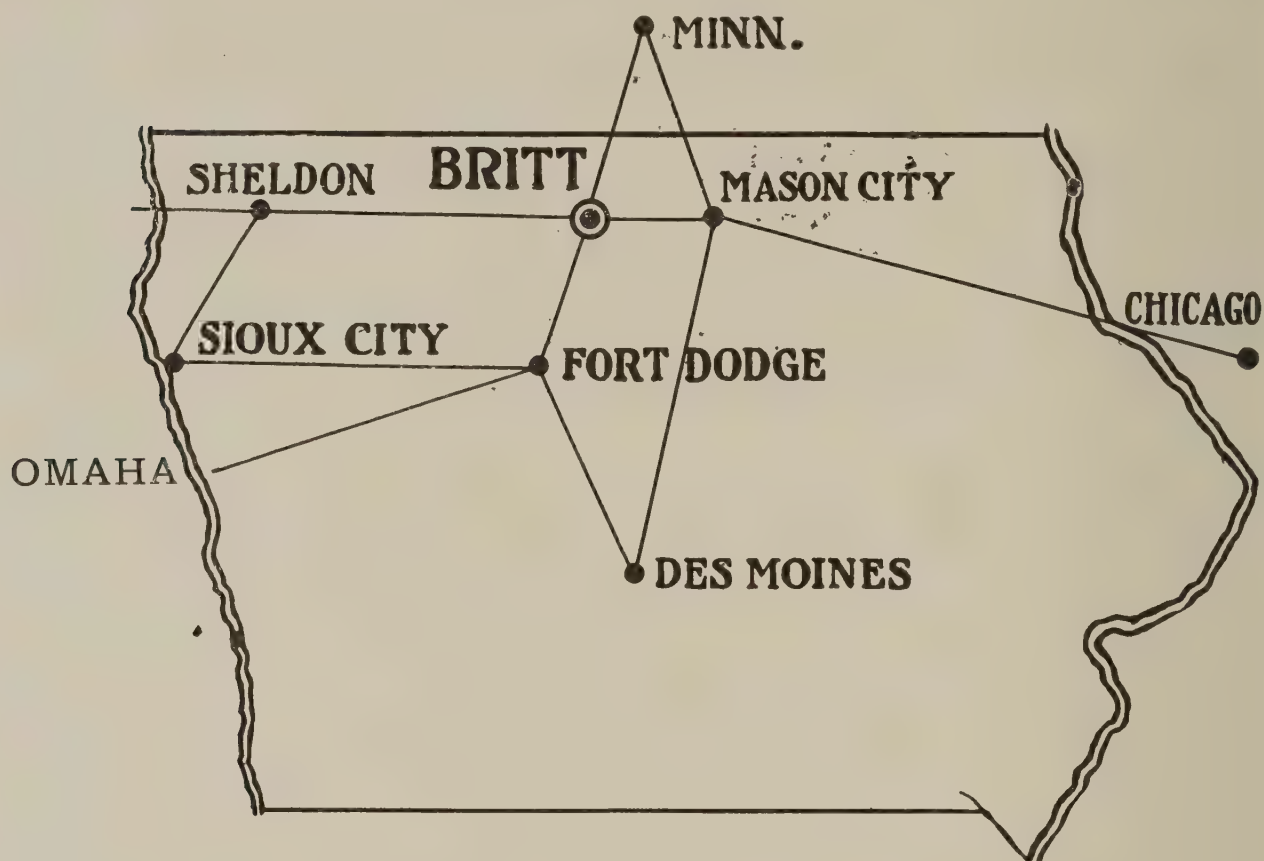 MINN.
BRITT
SHELDON
MASON CITY
CHICAGO
SIOUX CITY
FORT DODGE
OMAHA
DES MOINES